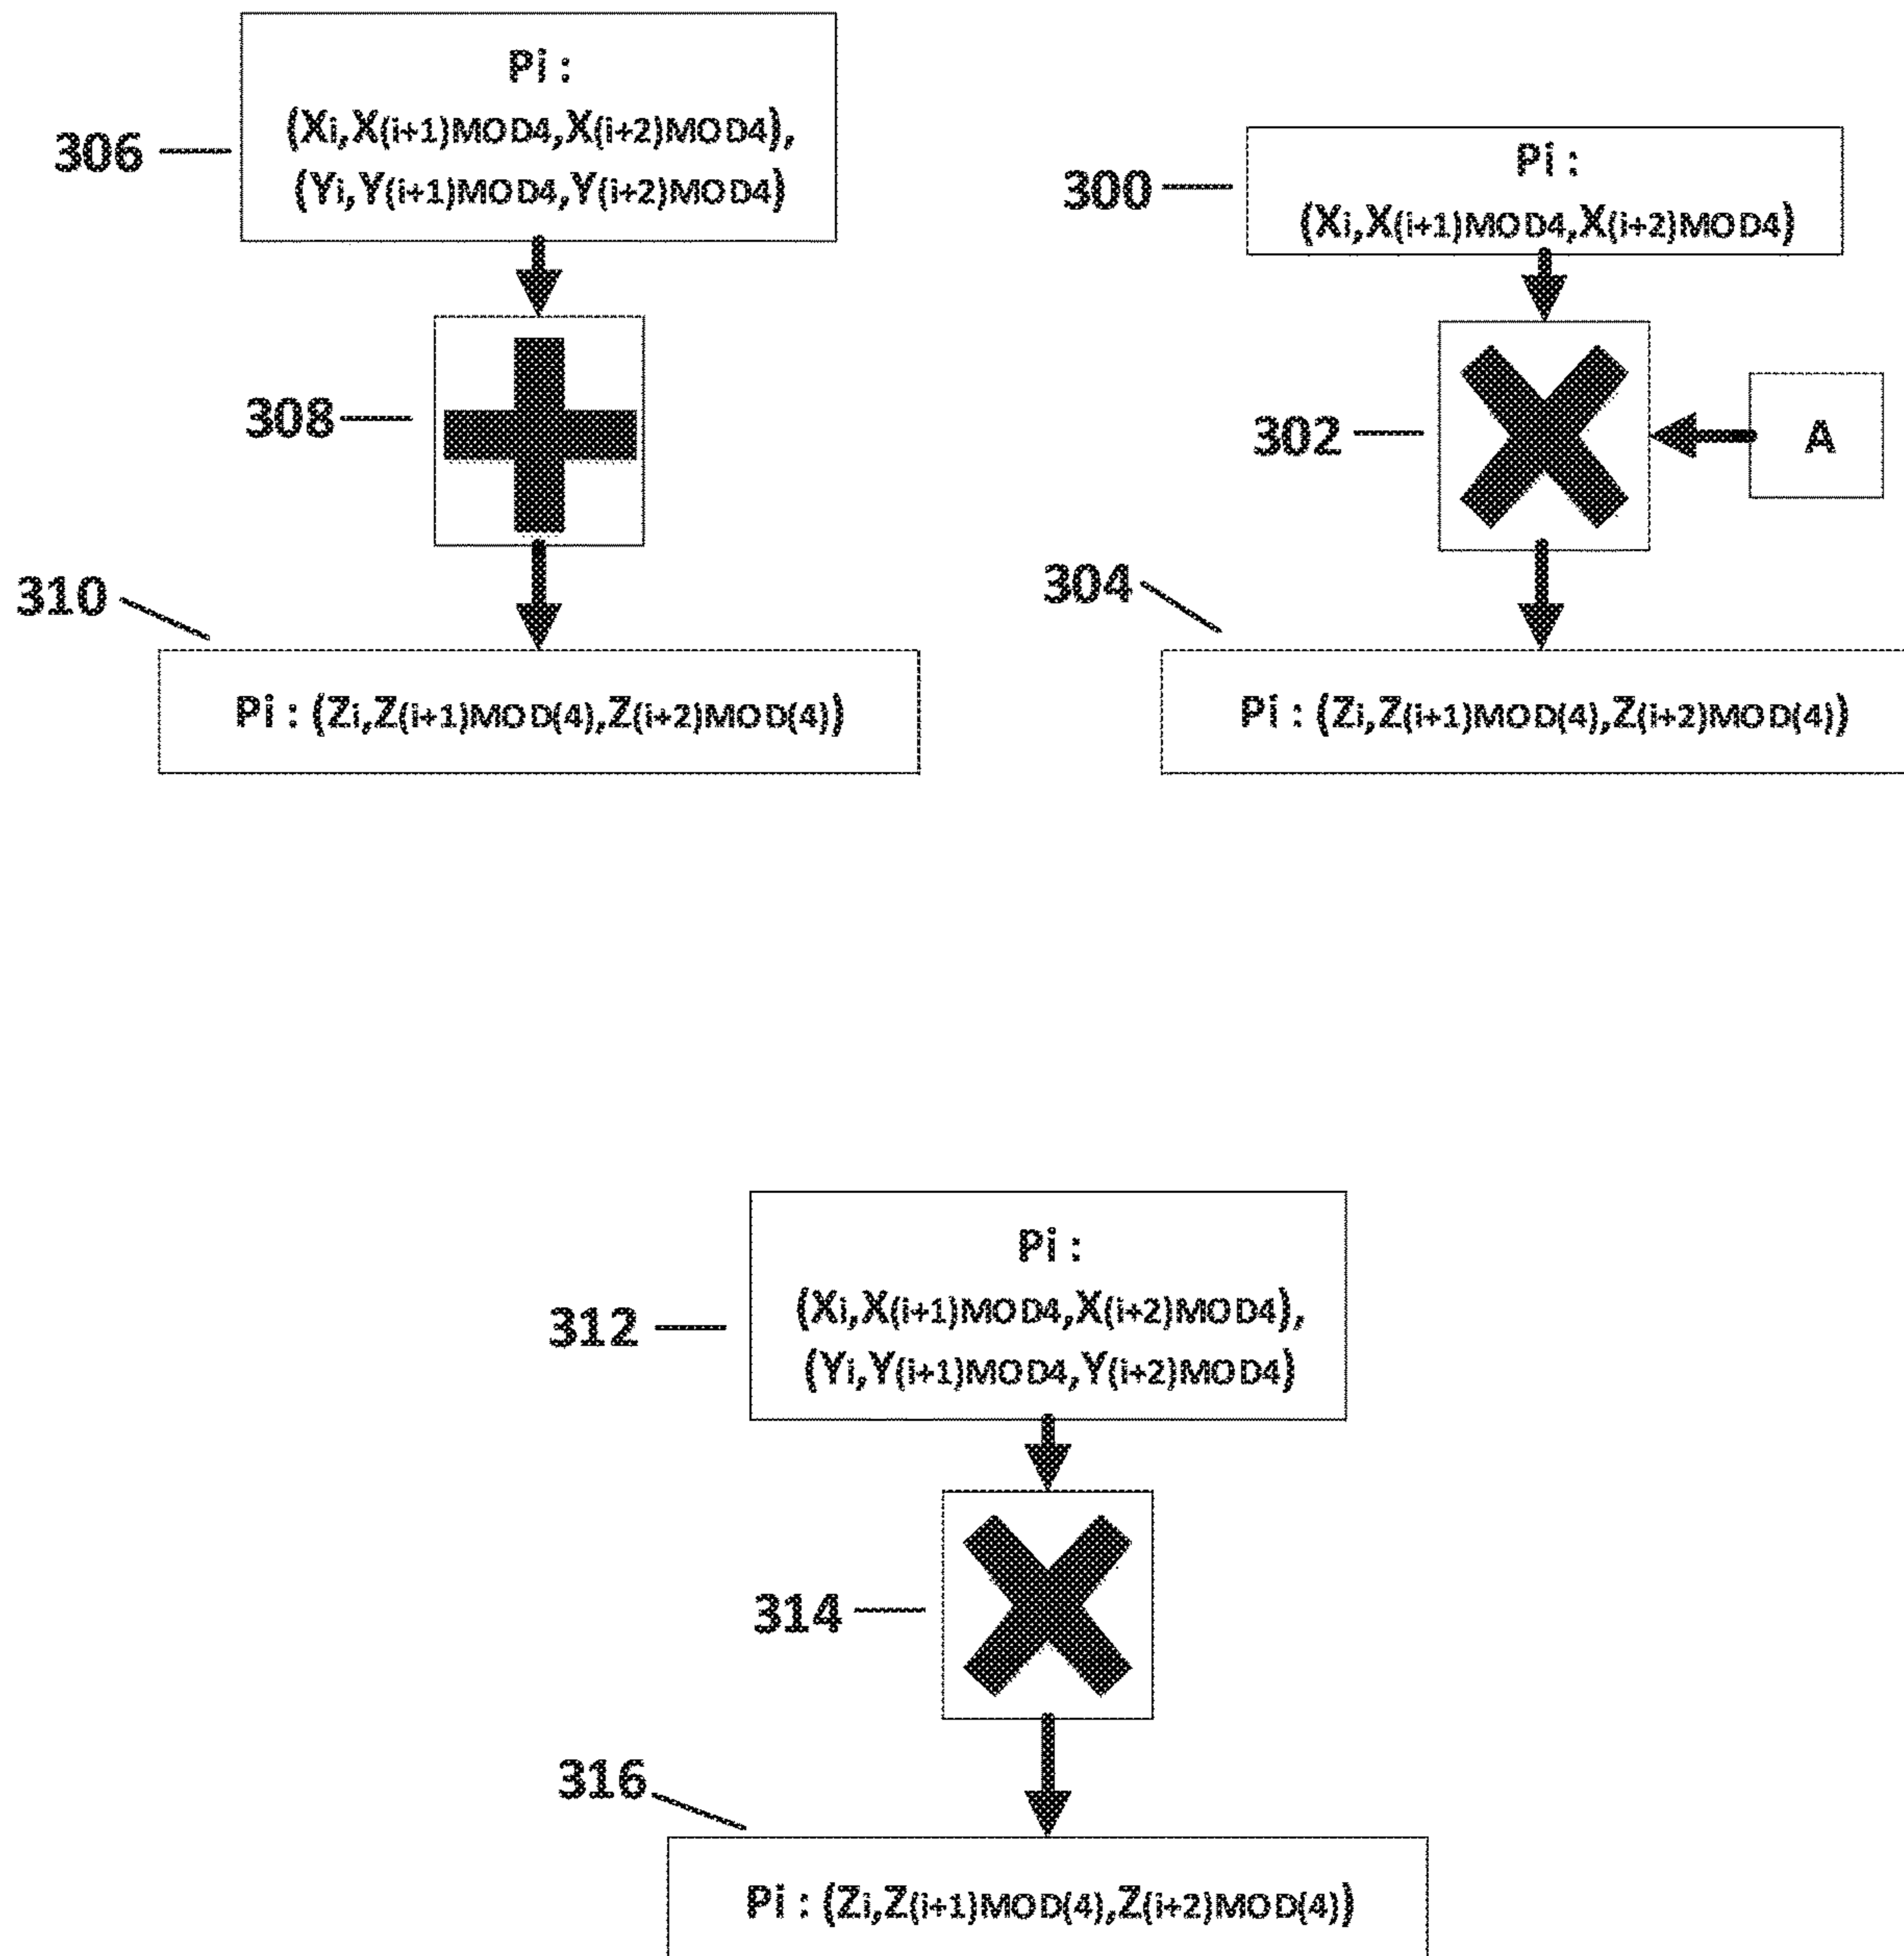 Pi :
(Xi,X(i+1)MOD4,X(i+2)MOD4),
(Yi,Y(i+1)MOD4,Y(i+2)MOD4)
306
308
310
Pi : (Zi,Z(i+1)MOD(4),Z(i+2)MOD(4))
Pi :
(Xi,X(i+1)MOD4,X(i+2)MOD4)
300
302
A
304
Pi : (Zi,Z(i+1)MOD(4),Z(i+2)MOD(4))
Pi :
(Xi,X(i+1)MOD4,X(i+2)MOD4),
(Yi,Y(i+1)MOD4,Y(i+2)MOD4)
312
314
316
Pi : (Zi,Z(i+1)MOD(4),Z(i+2)MOD(4))